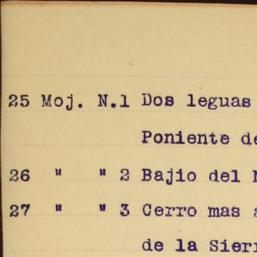 25 Moj. N.1 Dos leguas
Poniente de
26 " " 2 Bajio del
27 " " 3 Cerro mas a
de la Sier